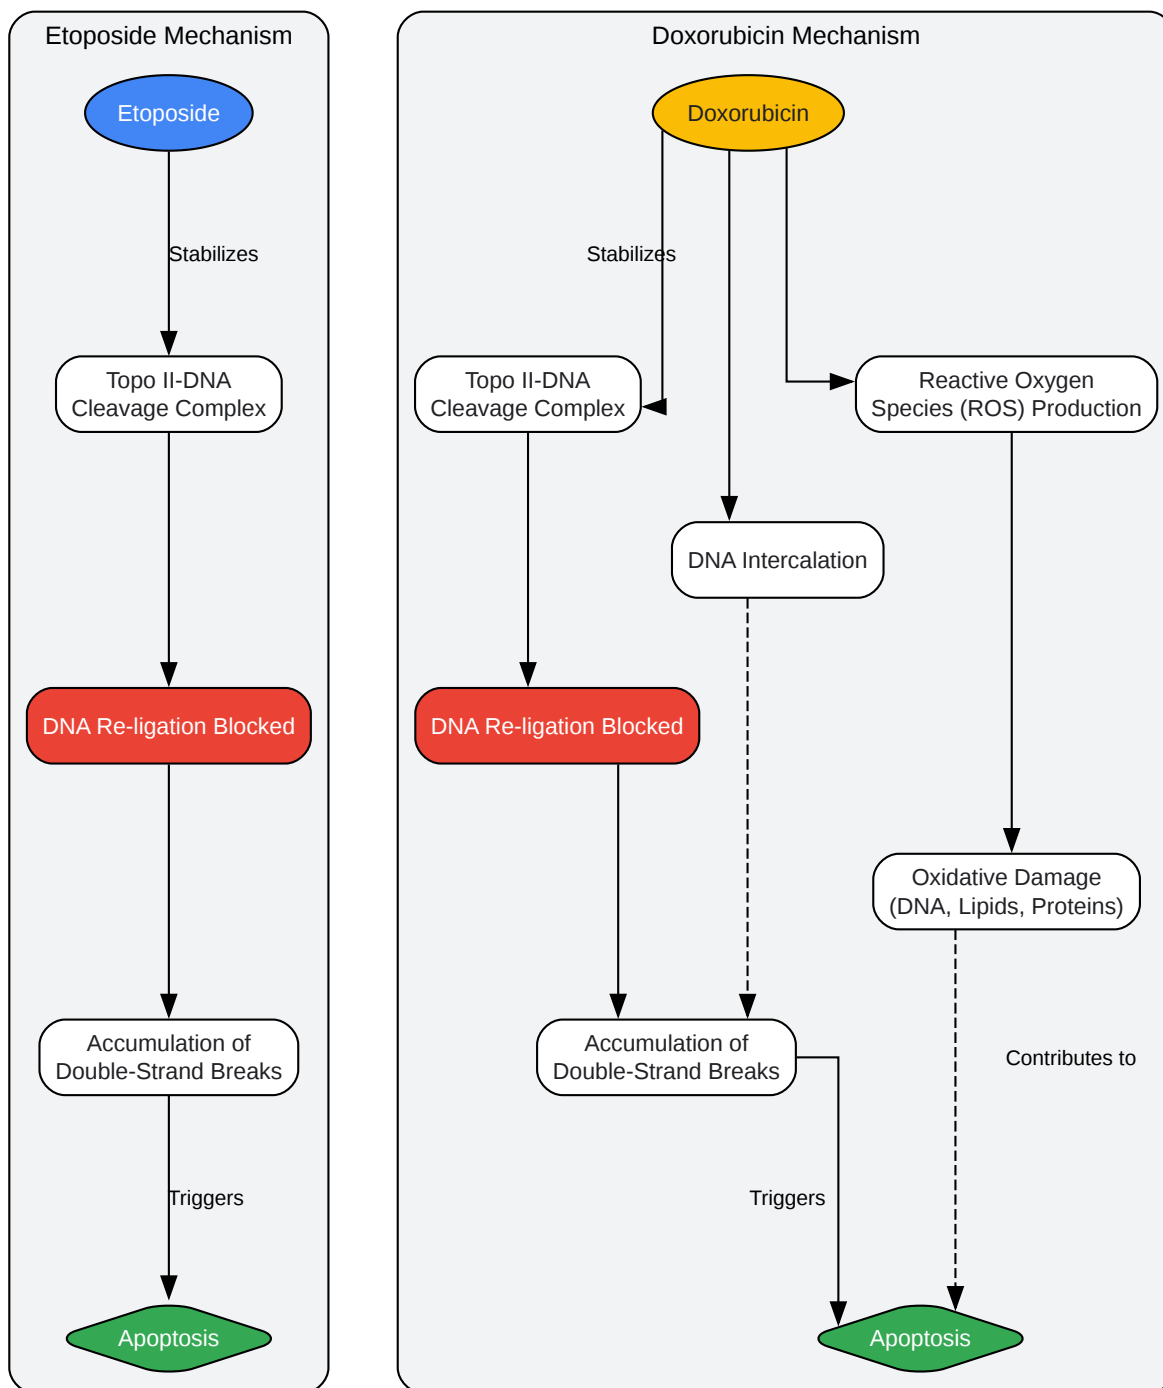 Etoposide Mechanism
Etoposide
Stabilizes
Topo II-DNA
Cleavage Complex
DNA Re-ligation Blocked
Accumulation of
Double-Strand Breaks
Triggers
Apoptosis
Doxorubicin Mechanism
Doxorubicin
Stabilizes
Topo II-DNA
Cleavage Complex
Reactive Oxygen
Species (ROS) Production
DNA Intercalation
DNA Re-ligation Blocked
Oxidative Damage
(DNA, Lipids, Proteins)
Accumulation of
Double-Strand Breaks
Contributes to
Triggers
Apoptosis